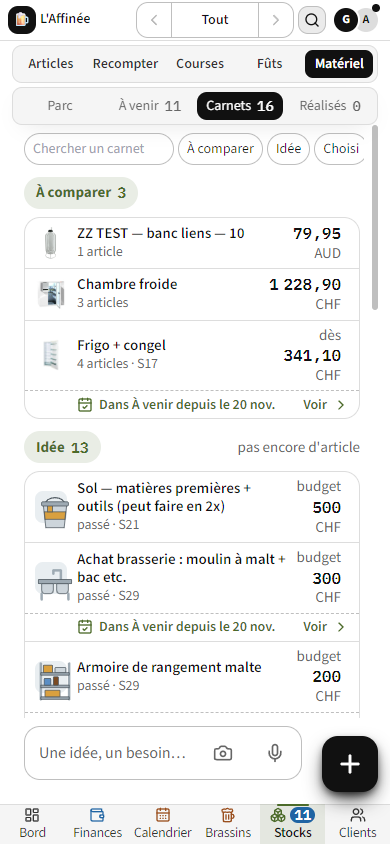 L'Affinée
Tout
G
A
Articles
Recompter
Courses
Fûts
Matériel
Parc
À venir 11
Carnets 16
Réalisés 0
Chercher un carnet
À comparer
Idée
Choisi
À comparer 3
ZZ TEST — banc liens — 10
79,95
1 article
AUD
Chambre froide
1 228,90
3 articles
CHF
dès
Frigo + congel
341,10
4 articles · S17
CHF
Dans À venir depuis le 20 nov.
Voir
Idée 13
pas encore d'article
Sol — matières premières +
budget
outils (peut faire en 2x)
500
passé · S21
CHF
Achat brasserie : moulin à malt +
budget
bac etc.
300
passé · S29
CHF
Dans À venir depuis le 20 nov.
Voir
budget
Armoire de rangement malte
200
passé · S29
CHF
Une idée, un besoin…
11
Bord
Finances
Calendrier
Brassins
Stocks
Clients